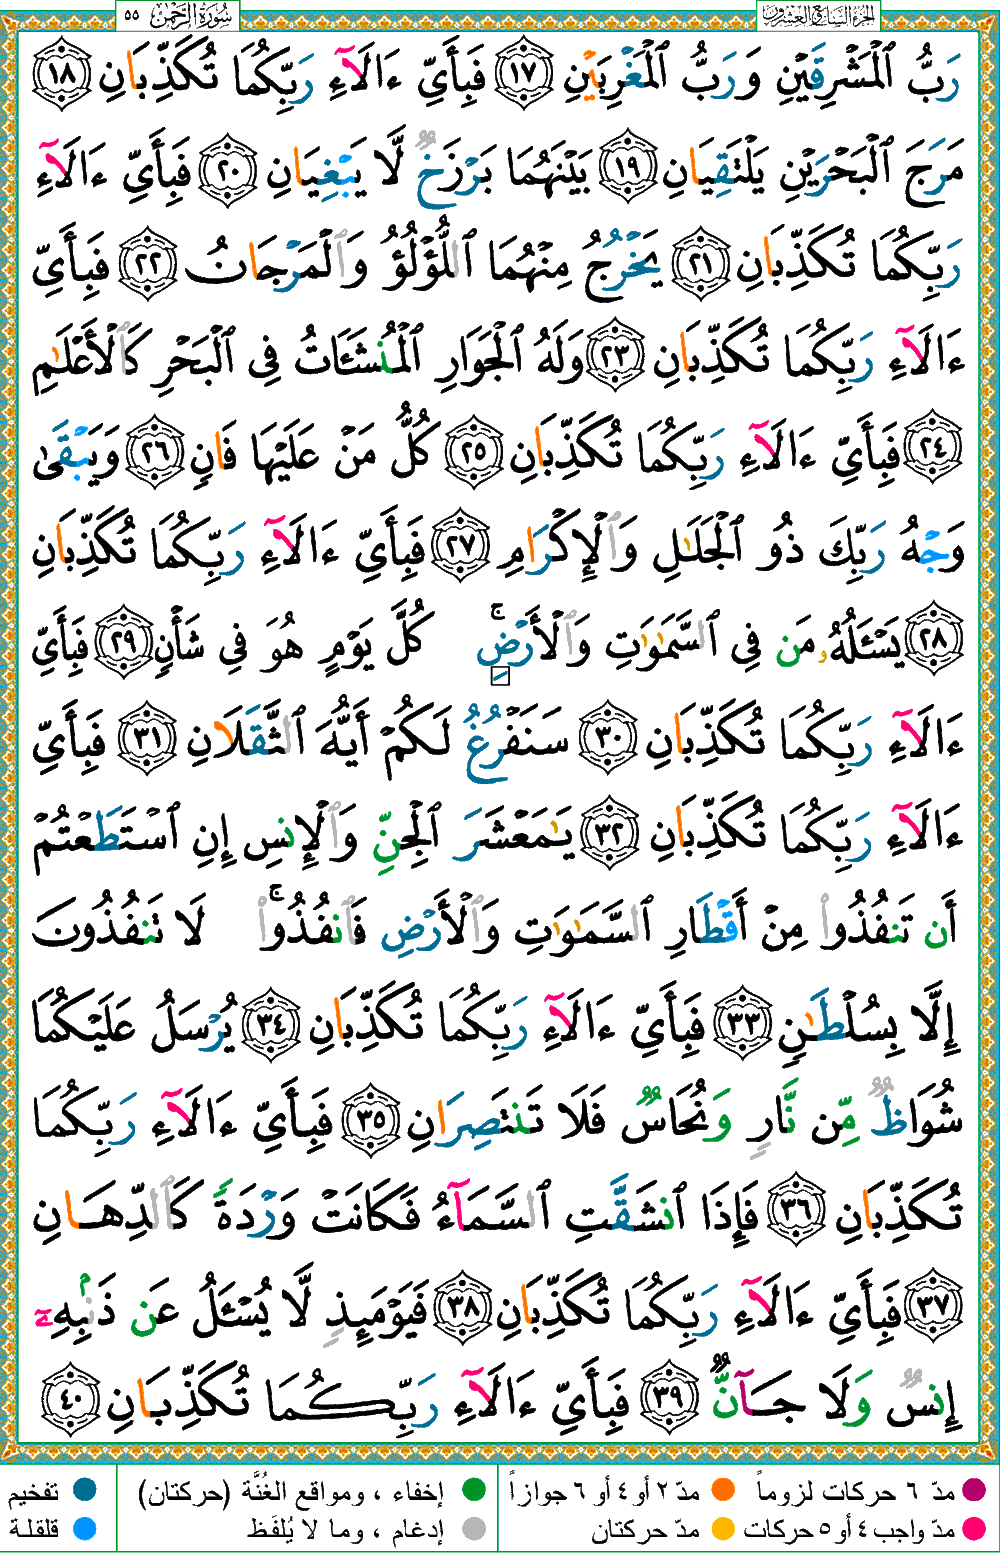 الجزء السابع العشرون
سُورَةُ الرَّحْمٰن ٥٥
رَبُّ ٱلْمَشْرِقَيْنِ وَرَبُّ ٱلْمَغْرِبَيْنِ ١٧ فَبِأَيِّ ءَالَآءِ رَبِّكُمَا تُكَذِّبَانِ ١٨
مَرَجَ ٱلْبَحْرَيْنِ يَلْتَقِيَانِ ١٩ بَيْنَهُمَا بَرْزَخٌ لَّا يَبْغِيَانِ ٢٠ فَبِأَيِّ ءَالَآءِ
رَبِّكُمَا تُكَذِّبَانِ ٢١ يَخْرُجُ مِنْهُمَا ٱللُّؤْلُؤُ وَٱلْمَرْجَانُ ٢٢ فَبِأَيِّ
ءَالَآءِ رَبِّكُمَا تُكَذِّبَانِ ٢٣ وَلَهُ ٱلْجَوَارِ ٱلْمُنشَـَٔاتُ فِى ٱلْبَحْرِ كَٱلْأَعْلَٰمِ
٢٤ فَبِأَيِّ ءَالَآءِ رَبِّكُمَا تُكَذِّبَانِ ٢٥ كُلُّ مَنْ عَلَيْهَا فَانٍ ٢٦ وَيَبْقَىٰ
وَجْهُ رَبِّكَ ذُو ٱلْجَلَٰلِ وَٱلْإِكْرَامِ ٢٧ فَبِأَيِّ ءَالَآءِ رَبِّكُمَا تُكَذِّبَانِ
٢٨ يَسْـَٔلُهُۥ مَن فِى ٱلسَّمَٰوَٰتِ وَٱلْأَرْضِ ۚ كُلَّ يَوْمٍ هُوَ فِى شَأْنٍ ٢٩ فَبِأَيِّ
ءَالَآءِ رَبِّكُمَا تُكَذِّبَانِ ٣٠ سَنَفْرُغُ لَكُمْ أَيُّهَ ٱلثَّقَلَانِ ٣١ فَبِأَيِّ
ءَالَآءِ رَبِّكُمَا تُكَذِّبَانِ ٣٢ يَٰمَعْشَرَ ٱلْجِنِّ وَٱلْإِنسِ إِنِ ٱسْتَطَعْتُمْ
أَن تَنفُذُوا۟ مِنْ أَقْطَارِ ٱلسَّمَٰوَٰتِ وَٱلْأَرْضِ فَٱنفُذُوا۟ ۚ لَا تَنفُذُونَ
إِلَّا بِسُلْطَٰنٍ ٣٣ فَبِأَيِّ ءَالَآءِ رَبِّكُمَا تُكَذِّبَانِ ٣٤ يُرْسَلُ عَلَيْكُمَا
شُوَاظٌ مِّن نَّارٍ وَنُحَاسٌ فَلَا تَنتَصِرَانِ ٣٥ فَبِأَيِّ ءَالَآءِ رَبِّكُمَا
تُكَذِّبَانِ ٣٦ فَإِذَا ٱنشَقَّتِ ٱلسَّمَآءُ فَكَانَتْ وَرْدَةً كَٱلدِّهَانِ
٣٧ فَبِأَيِّ ءَالَآءِ رَبِّكُمَا تُكَذِّبَانِ ٣٨ فَيَوْمَئِذٍ لَّا يُسْـَٔلُ عَن ذَنۢبِهِۦٓ
إِنسٌ وَلَا جَآنٌّ ٣٩ فَبِأَيِّ ءَالَآءِ رَبِّكُمَا تُكَذِّبَانِ ٤٠
مدّ ٦ حركات لزوماً
مدّ ٢ أو ٤ أو ٦ جوازاً
إخفاء ، ومواقع الغُنَّة (حركتان)
تفخيم
مدّ واجب ٤ أو ٥ حركات
مدّ حركتان
إدغام ، وما لا يُلفَظ
قلقلة